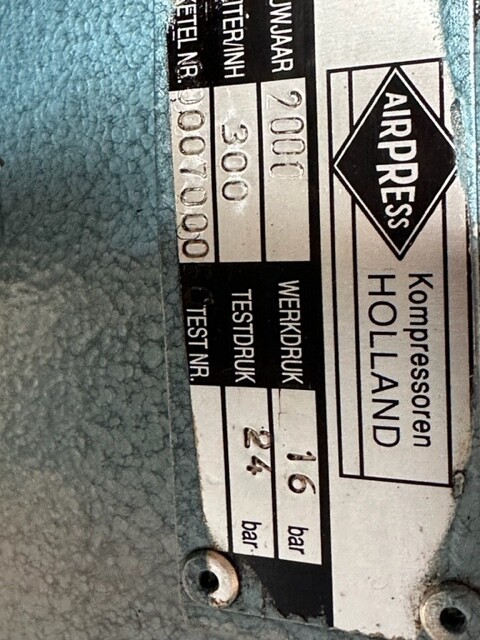 AIRPRESS
Kompressoren
HOLLAND
UWJAAR 2000 WERKDRUK 16 bar
ITER/INH 300 TESTDRUK 24 bar
KETEL NR. 0007000 TEST NR.